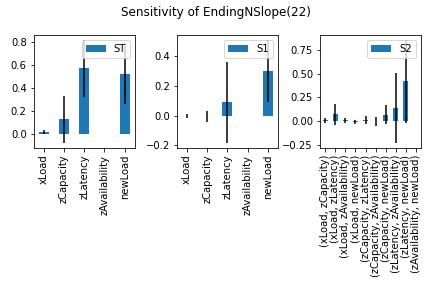 Sensitivity of EndingNSlope(22)
ST
0.8
0.6
0.4
0.2
0.0
xLoad
zCapacity
zLatency
zAvailability
newLoad
S1
0.4
0.2
0.0
−0.2
xLoad
zCapacity
zLatency
zAvailability
newLoad
S2
0.75
0.50
0.25
0.00
−0.25
(xLoad, zCapacity)
(xLoad, zLatency)
(xLoad, zAvailability)
(xLoad, newLoad)
(zCapacity, zLatency)
(zCapacity, zAvailability)
(zCapacity, newLoad)
(zLatency, zAvailability)
(zLatency, newLoad)
(zAvailability, newLoad)